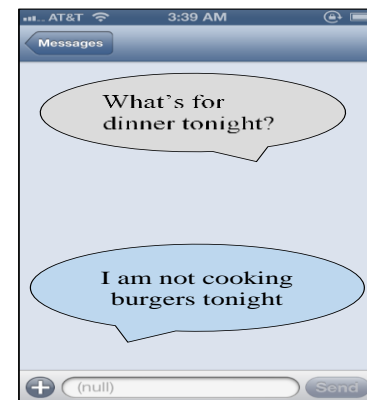 AT&T 3:39 AM
Messages
What's for
dinner tonight?
I am not cooking
burgers tonight
(null)
Send